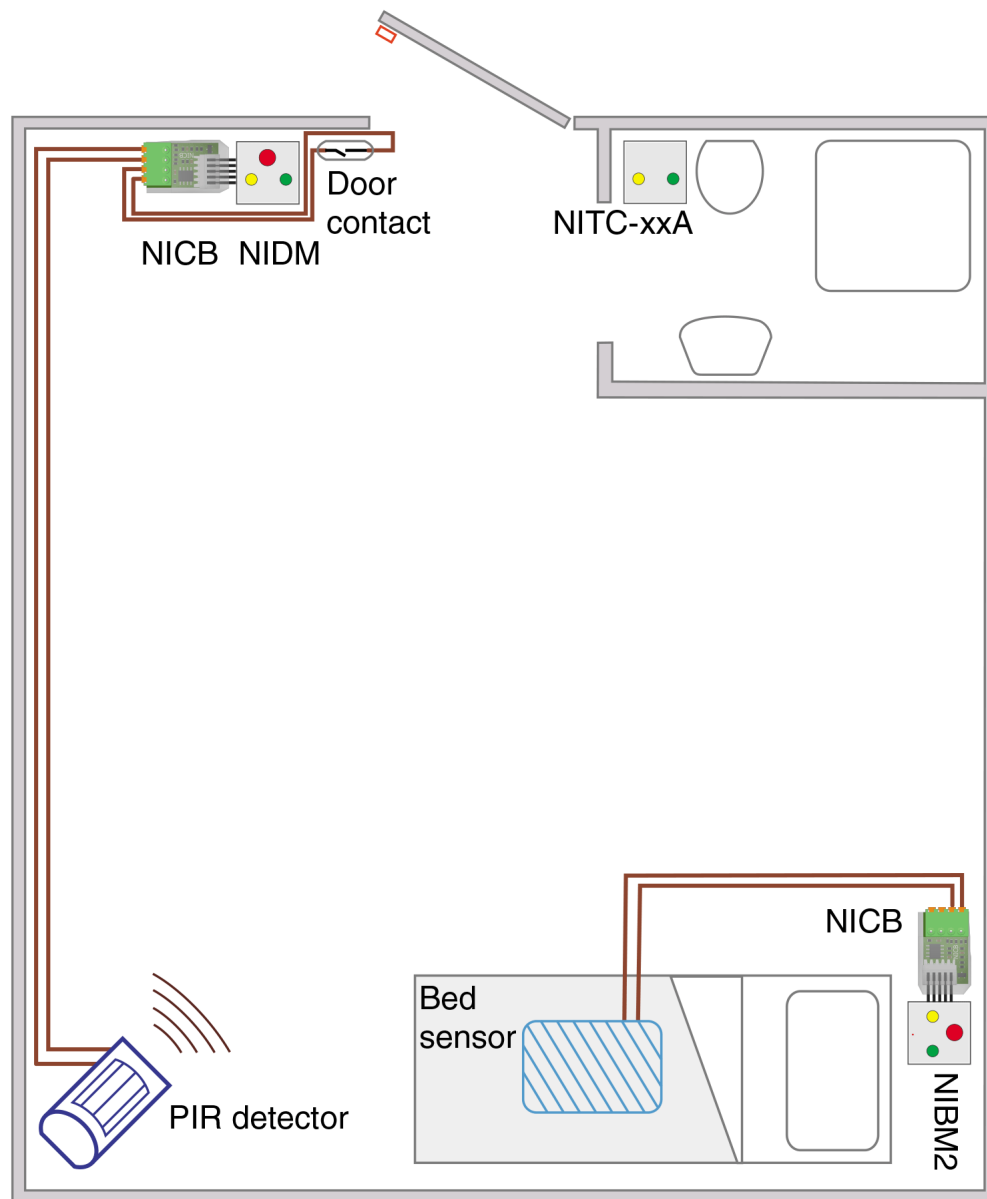 Door
contact
NICB NIDM
NITC-xxA
NICB
Bed
sensor
PIR detector
NIBM2